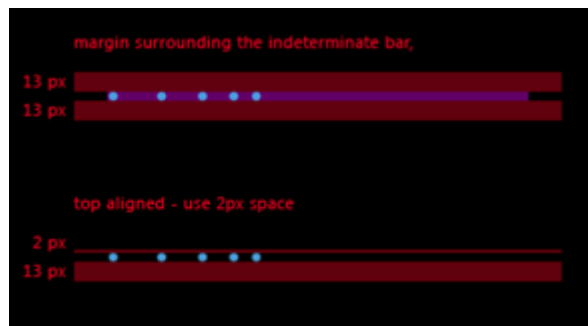 margin surrounding the indeterminate bar,
13 px
13 px
top aligned - use 2px space
2 px
13 px